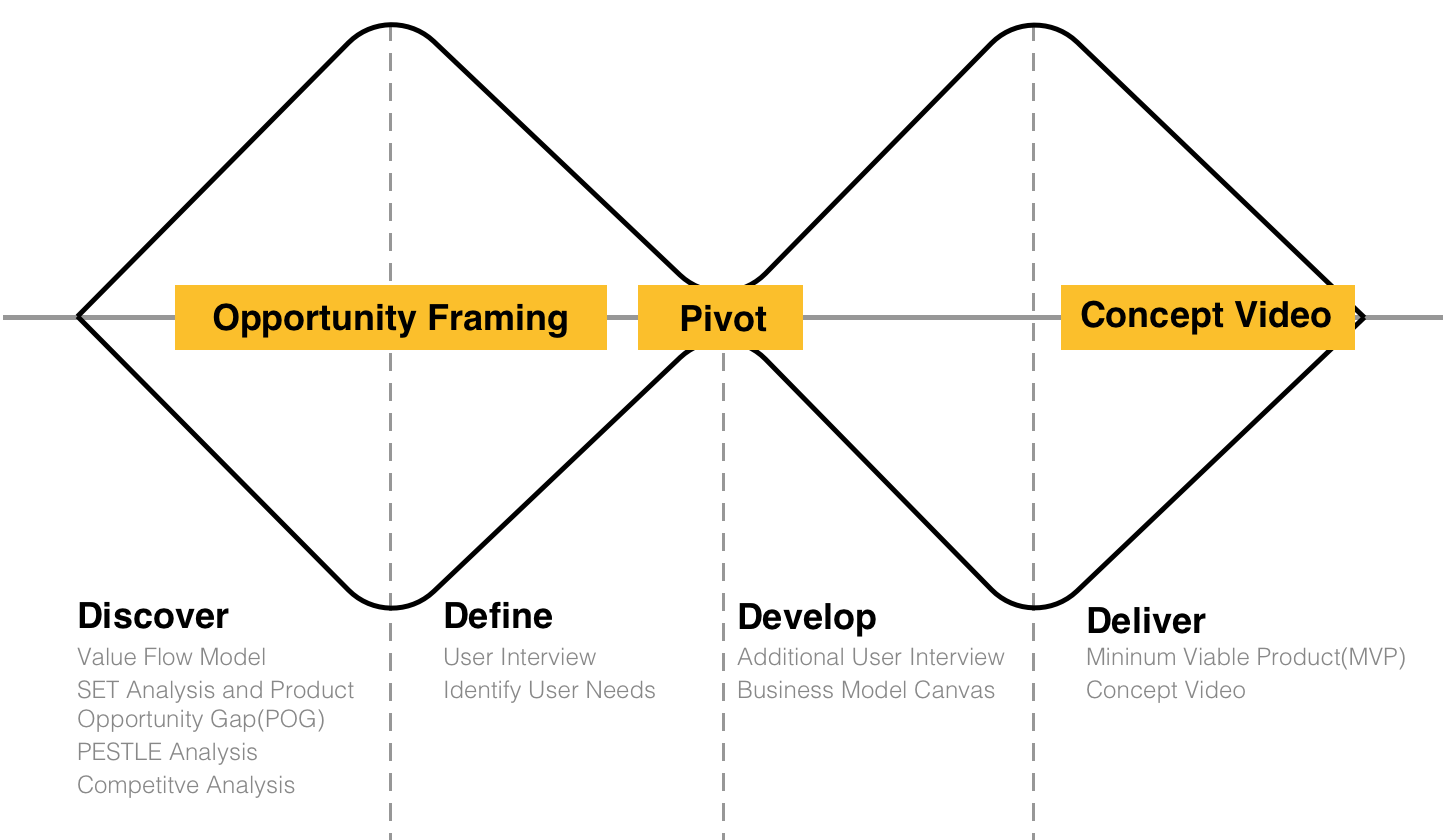 Opportunity Framing
Pivot
Concept Video
Discover
Value Flow Model
SET Analysis and Product
Opportunity Gap(POG)
PESTLE Analysis
Competitve Analysis
Define
User Interview
Identify User Needs
Develop
Additional User Interview
Business Model Canvas
Deliver
Mininum Viable Product(MVP)
Concept Video